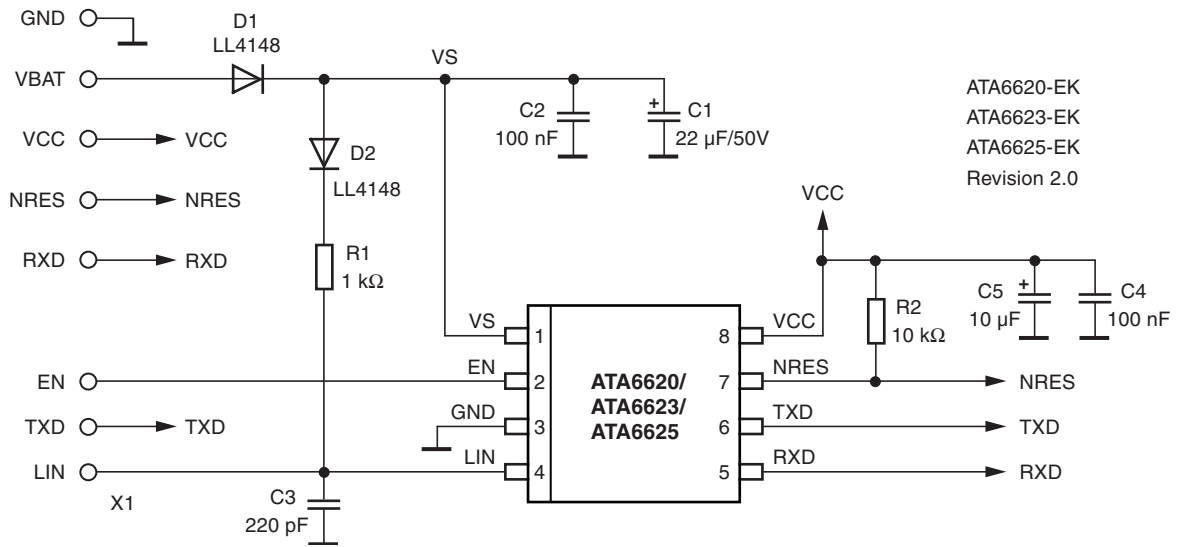 GND
D1
LL4148
VBAT
VS
VCC
VCC
NRES
NRES
RXD
RXD
D2
LL4148
R1
1 kΩ
C2
100 nF
+
C1
22 µF/50V
ATA6620-EK
ATA6623-EK
ATA6625-EK
Revision 2.0
VCC
R2
10 kΩ
C5
+
10 µF
C4
100 nF
VS
1
8
VCC
EN
EN
2
ATA6620/
ATA6623/
ATA6625
7
NRES
NRES
TXD
TXD
GND
3
6
TXD
TXD
LIN
LIN
4
5
RXD
RXD
X1
C3
220 pF